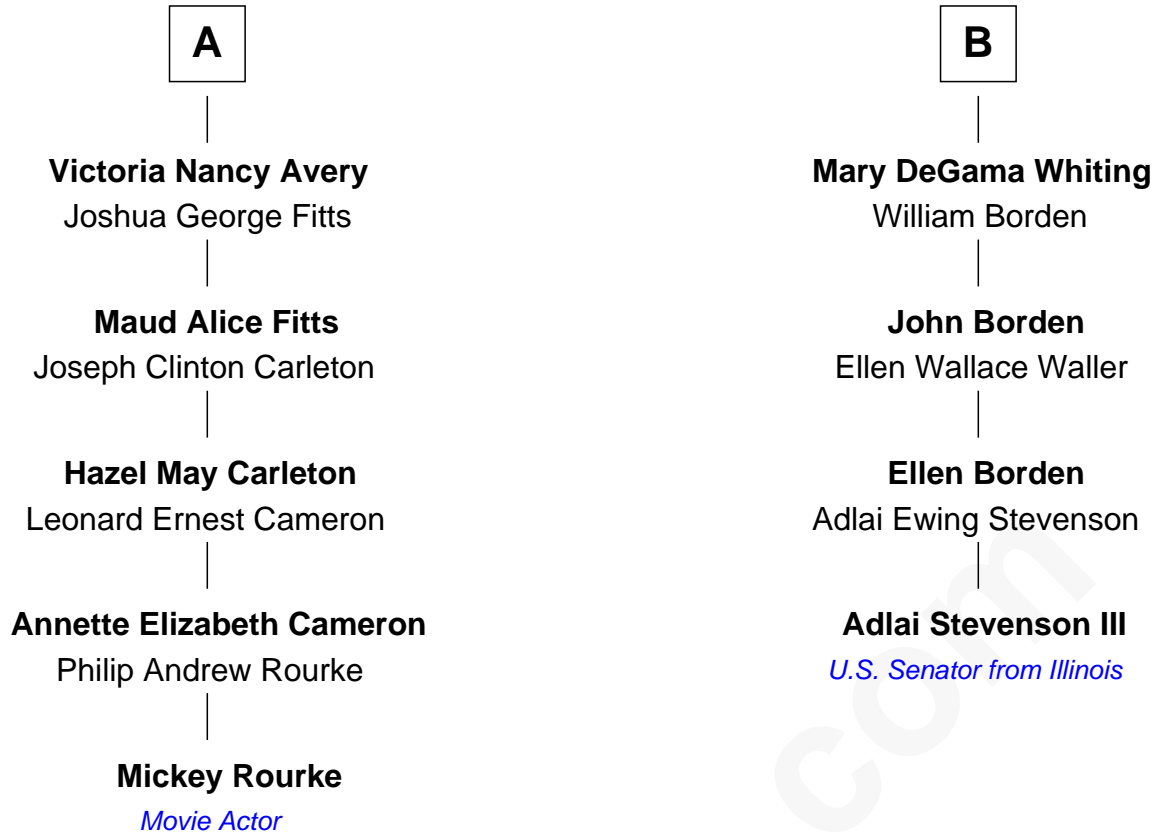 A
Victoria Nancy Avery
Joshua George Fitts
Maud Alice Fitts
Joseph Clinton Carleton
Hazel May Carleton
Leonard Ernest Cameron
Annette Elizabeth Cameron
Philip Andrew Rourke
Mickey Rourke
Movie Actor
B
Mary DeGama Whiting
William Borden
John Borden
Ellen Wallace Waller
Ellen Borden
Adlai Ewing Stevenson
Adlai Stevenson III
U.S. Senator from Illinois
com